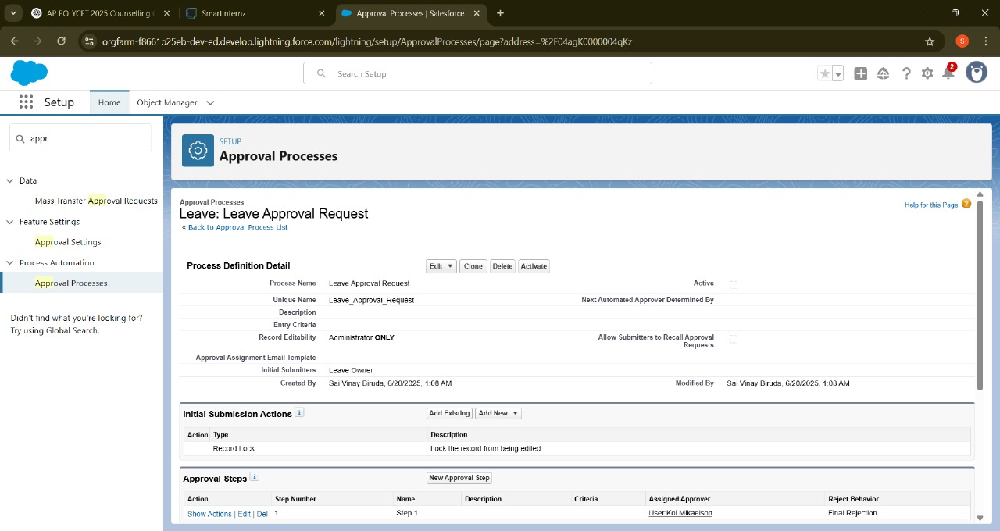 AP POLYCET 2025 Counselling
Smartinternz
Approval Processes | Salesforce
orgfarm-f8661b25eb-dev-ed.develop.lightning.force.com/lightning/setup/ApprovalProcesses/page?address=%2F04agK0000004qKz
S
Search Setup
2
Setup
Home
Object Manager
appr
Data
Mass Transfer Approval Requests
Feature Settings
Approval Settings
Process Automation
Approval Processes
Didn't find what you're looking for?
Try using Global Search.
SETUP
Approval Processes
Approval Processes
Leave: Leave Approval Request
« Back to Approval Process List
Help for this Page ?
Process Definition Detail Edit ▼ Clone Delete Activate
Process Name Leave Approval Request Active
Unique Name Leave_Approval_Request Next Automated Approver Determined By
Description
Entry Criteria
Record Editability Administrator ONLY Allow Submitters to Recall Approval
Requests
Approval Assignment Email Template
Initial Submitters Leave Owner
Created By Sai Vinay Biruda, 6/20/2025, 1:08 AM Modified By Sai Vinay Biruda, 6/20/2025, 1:08 AM
Initial Submission Actions i Add Existing Add New ▼
Action Type Description
Record Lock Lock the record from being edited
Approval Steps i New Approval Step
Action Step Number Name Description Criteria Assigned Approver Reject Behavior
Show Actions | Edit | Del 1 Step 1 User:Kol Mikaelson Final Rejection